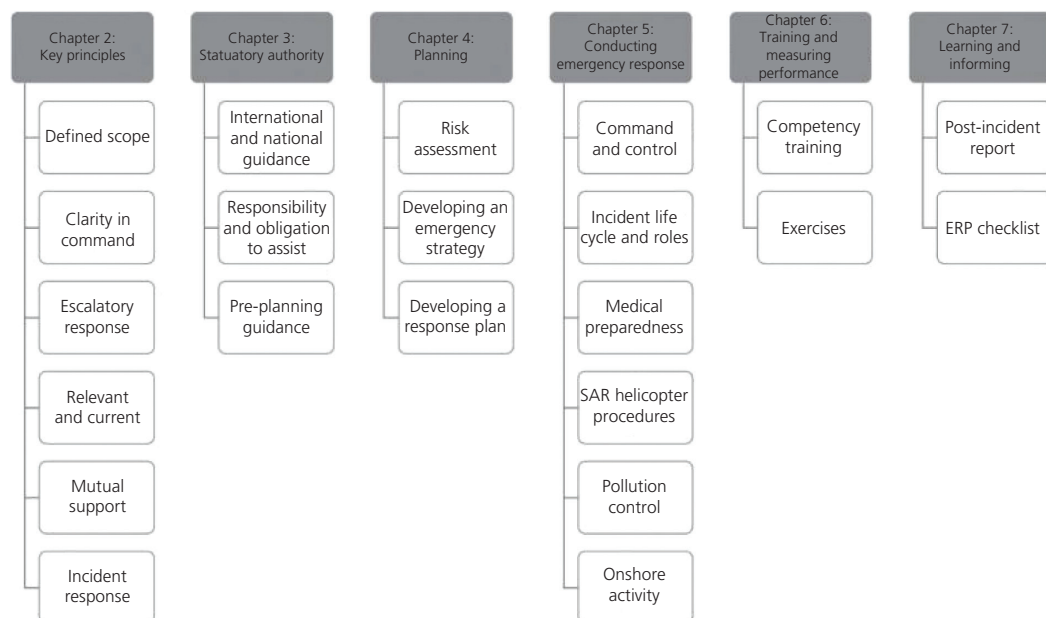 Chapter 2:
Key principles
Defined scope
Clarity in
command
Escalatory
response
Relevant
and current
Mutual
support
Incident
response
Chapter 3:
Statuatory authority
International
and national
guidance
Responsibility
and obligation
to assist
Pre-planning
guidance
Chapter 4:
Planning
Risk
assessment
Developing an
emergency
strategy
Developing a
response plan
Chapter 5:
Conducting
emergency response
Command
and control
Incident life
cycle and roles
Medical
preparedness
SAR helicopter
procedures
Pollution
control
Onshore
activity
Chapter 6:
Training and
measuring
performance
Competency
training
Exercises
Chapter 7:
Learning and
informing
Post-incident
report
ERP checklist